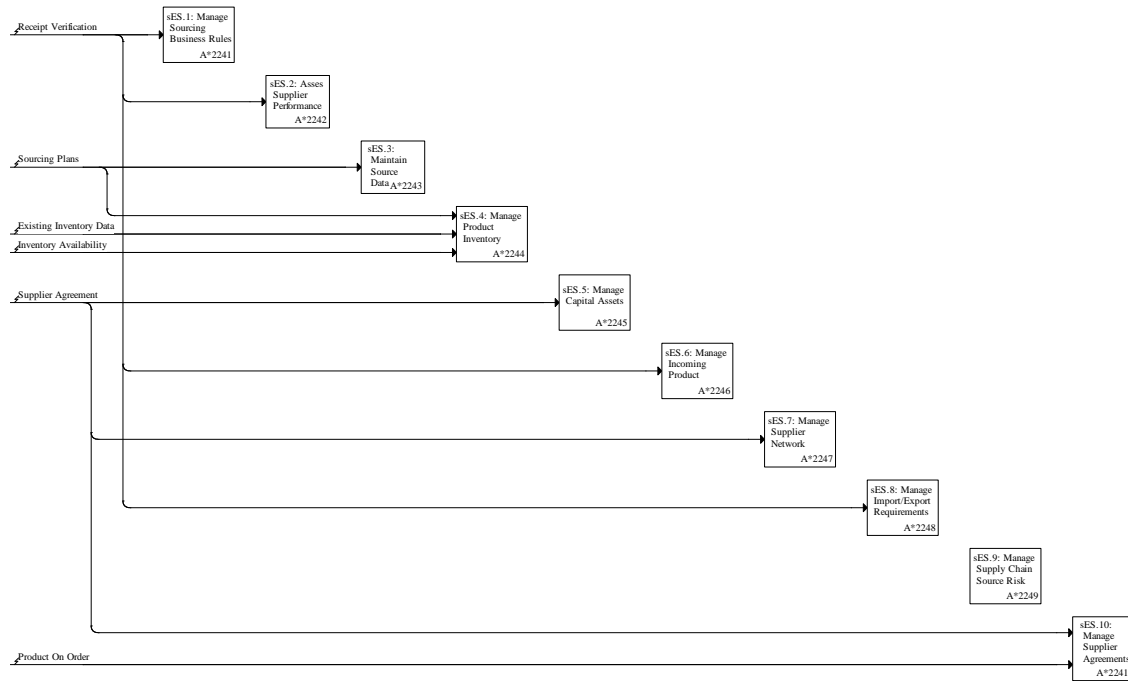 Receipt Verification
sES.1: Manage
Sourcing
Business Rules
A*2241
sES.2: Asses
Supplier
Performance
A*2242
Sourcing Plans
sES.3:
Maintain
Source
Data A*2243
sES.4: Manage
Product
Inventory
A*2244
Existing Inventory Data
Inventory Availability
Supplier Agreement
sES.5: Manage
Capital Assets
A*2245
sES.6: Manage
Incoming
Product
A*2246
sES.7: Manage
Supplier
Network
A*2247
sES.8: Manage
Import/Export
Requirements
A*2248
sES.9: Manage
Supply Chain
Source Risk
A*2249
sES.10:
Manage
Supplier
Agreements
A*2241
Product On Order